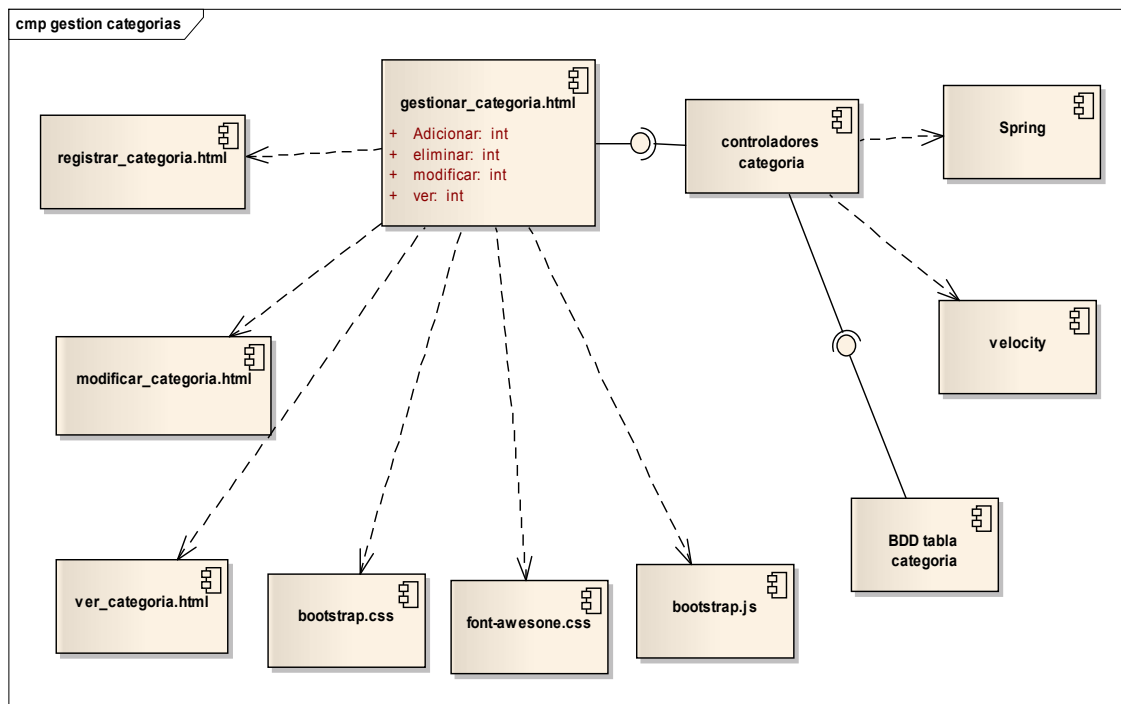 cmp gestion categorias
gestionar_categoria.html
+ Adicionar: int
+ eliminar: int
+ modificar: int
+ ver: int
registrar_categoria.html
controladores
categoria
Spring
modificar_categoria.html
velocity
ver_categoria.html
bootstrap.css
font-awesone.css
bootstrap.js
BDD tabla
categoria